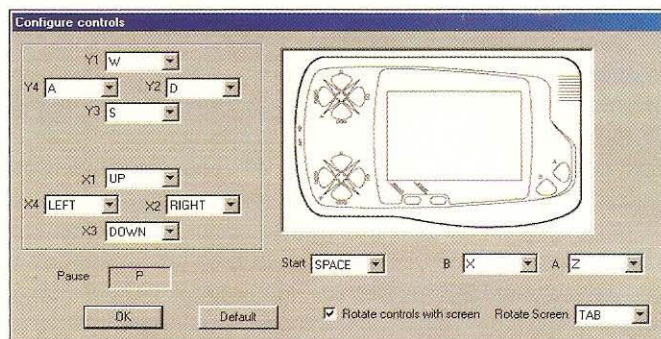 Configure controls
Y1 W
Y4 A Y2 D
Y3 S
X1 UP
X4 LEFT X2 RIGHT
X3 DOWN
Start SPACE B X A Z
Pause P
OK Default Rotate controls with screen Rotate Screen TAB